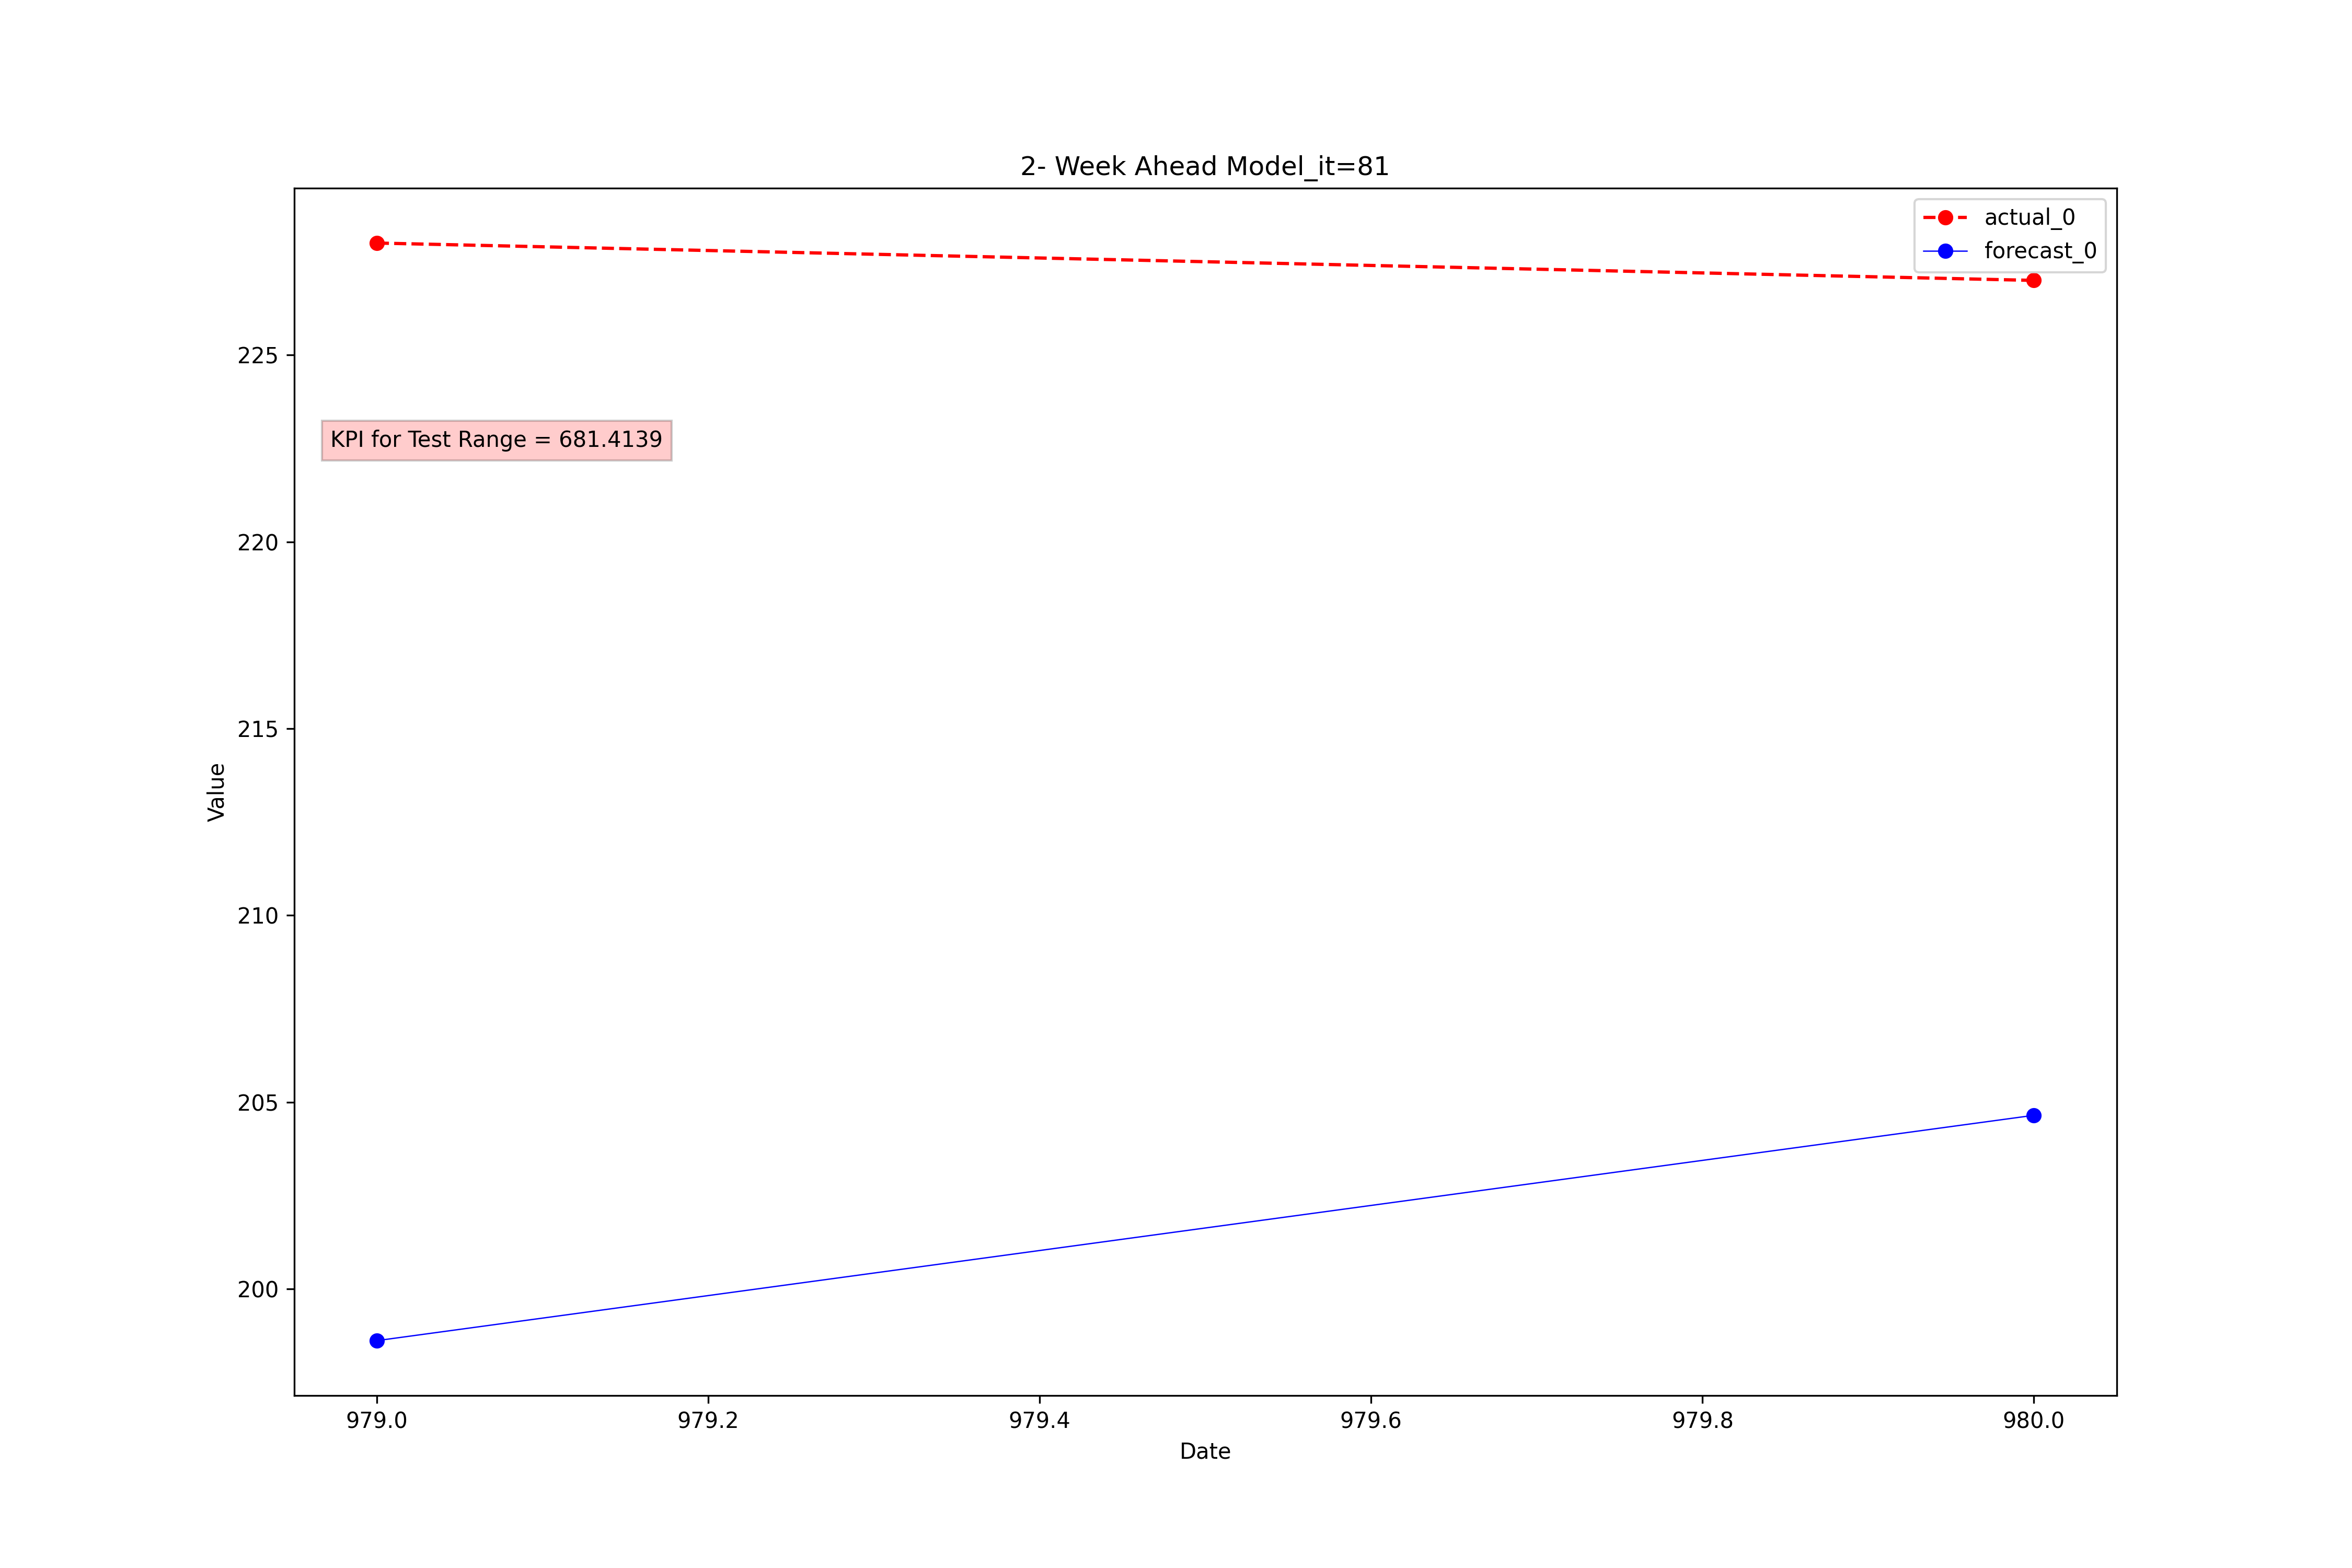 2- Week Ahead Model_it=81
actual_0
forecast_0
KPI for Test Range = 681.4139
225
220
215
210
205
200
Value
979.0
979.2
979.4
979.6
979.8
980.0
Date